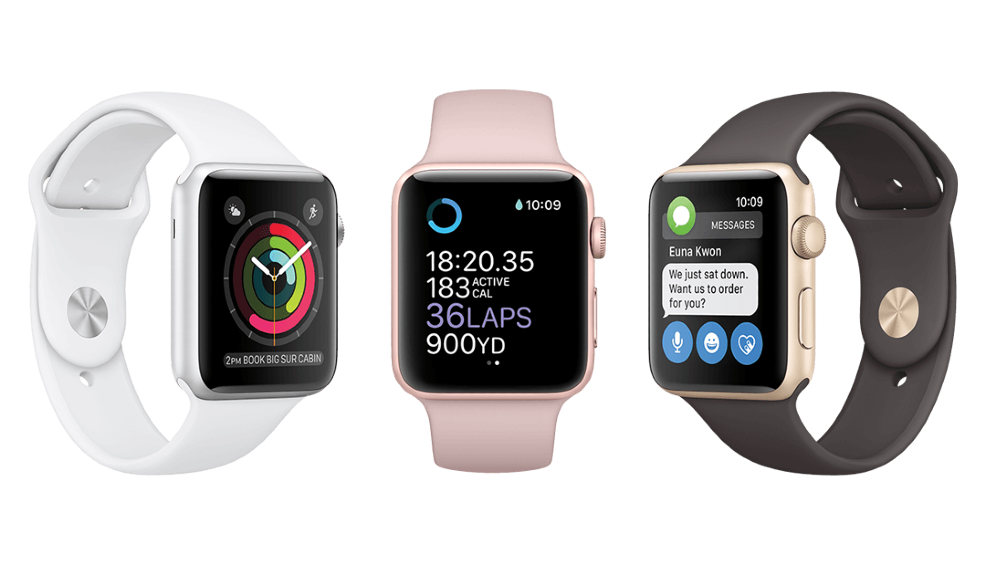 2PM BOOK BIG SUR CABIN
10:09
18:20.35
183 ACTIVE CAL
36LAPS
900YD
10:09
MESSAGES
Euna Kwon
We just sat down.
Want us to order
for you?